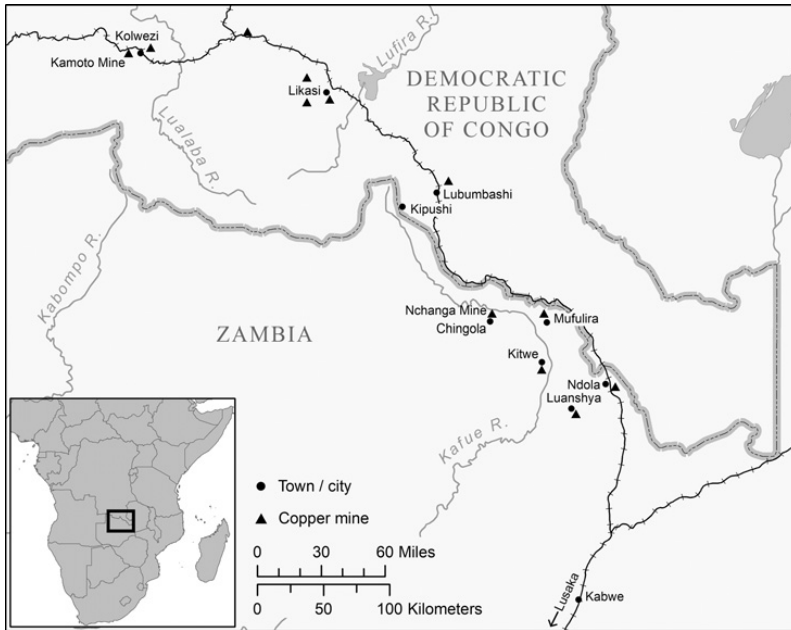 Kolwezi
Kamoto Mine
Lufira R.
Likasi
DEMOCRATIC
REPUBLIC
OF CONGO
Lualaba R.
Lubumbashi
Kipushi
Kabompo R.
Nchanga Mine
Chingola
Mufulira
ZAMBIA
Kitwe
Ndola
Luanshya
Kafue R.
Town / city
Copper mine
0 30 60 Miles
0 50 100 Kilometers
Lusaka
Kabwe